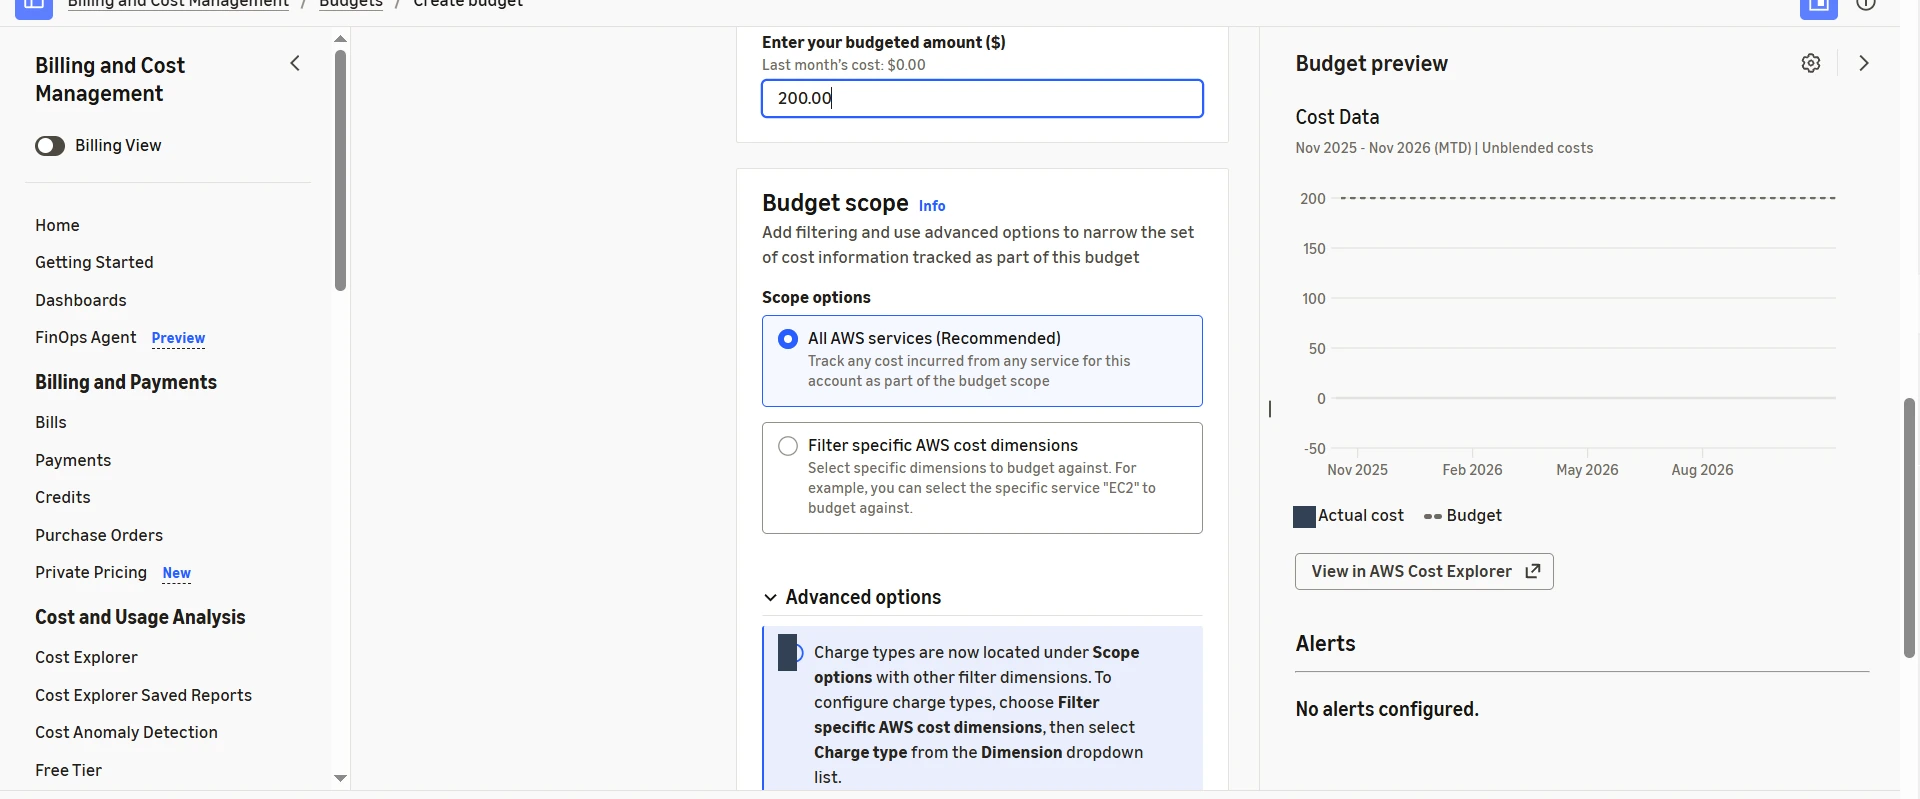 Billing and Cost Management / Budgets / Create budget
Billing and Cost
Management
Billing View
Home
Getting Started
Dashboards
FinOps Agent Preview
Billing and Payments
Bills
Payments
Credits
Purchase Orders
Private Pricing New
Cost and Usage Analysis
Cost Explorer
Cost Explorer Saved Reports
Cost Anomaly Detection
Free Tier
Enter your budgeted amount ($)
Last month's cost: $0.00
200.00
Budget scope Info
Add filtering and use advanced options to narrow the set
of cost information tracked as part of this budget
Scope options
All AWS services (Recommended)
Track any cost incurred from any service for this
account as part of the budget scope
Filter specific AWS cost dimensions
Select specific dimensions to budget against. For
example, you can select the specific service "EC2" to
budget against.
Advanced options
Charge types are now located under Scope
options with other filter dimensions. To
configure charge types, choose Filter
specific AWS cost dimensions, then select
Charge type from the Dimension dropdown
list.
Budget preview
Cost Data
Nov 2025 - Nov 2026 (MTD) | Unblended costs
200
150
100
50
0
-50
Nov 2025 Feb 2026 May 2026 Aug 2026
Actual cost Budget
View in AWS Cost Explorer
Alerts
No alerts configured.